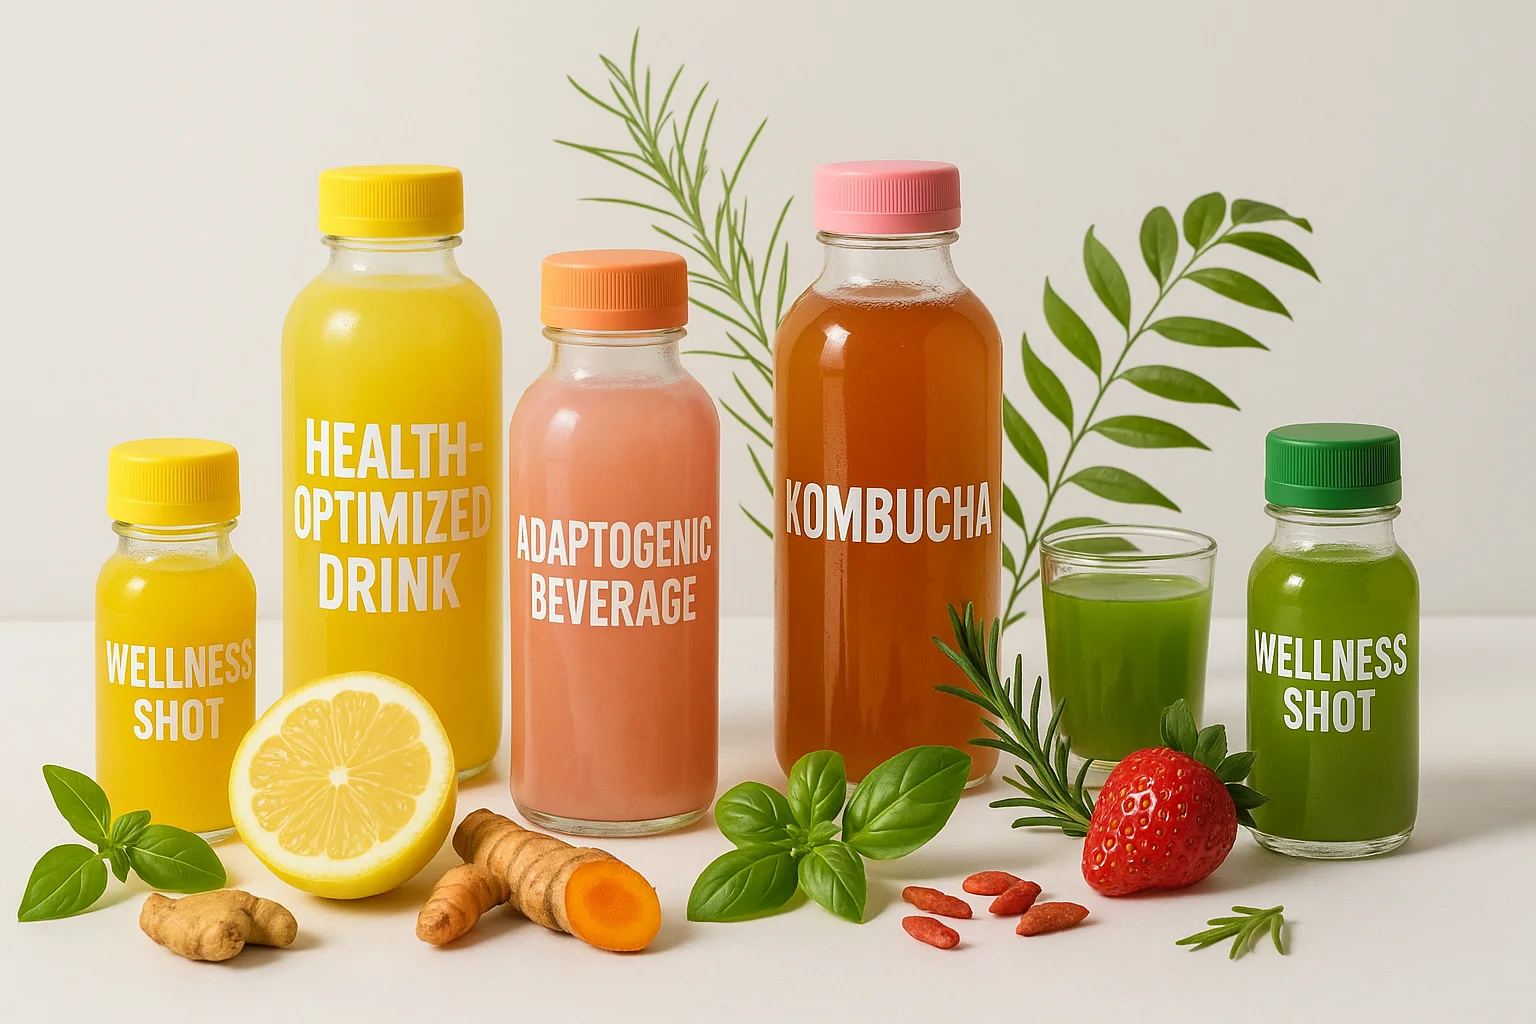 WELLNESS
SHOT
HEALTH-
OPTIMIZED
DRINK
ADAPTOGENIC
BEVERAGE
KOMBUCHA
WELLNESS
SHOT